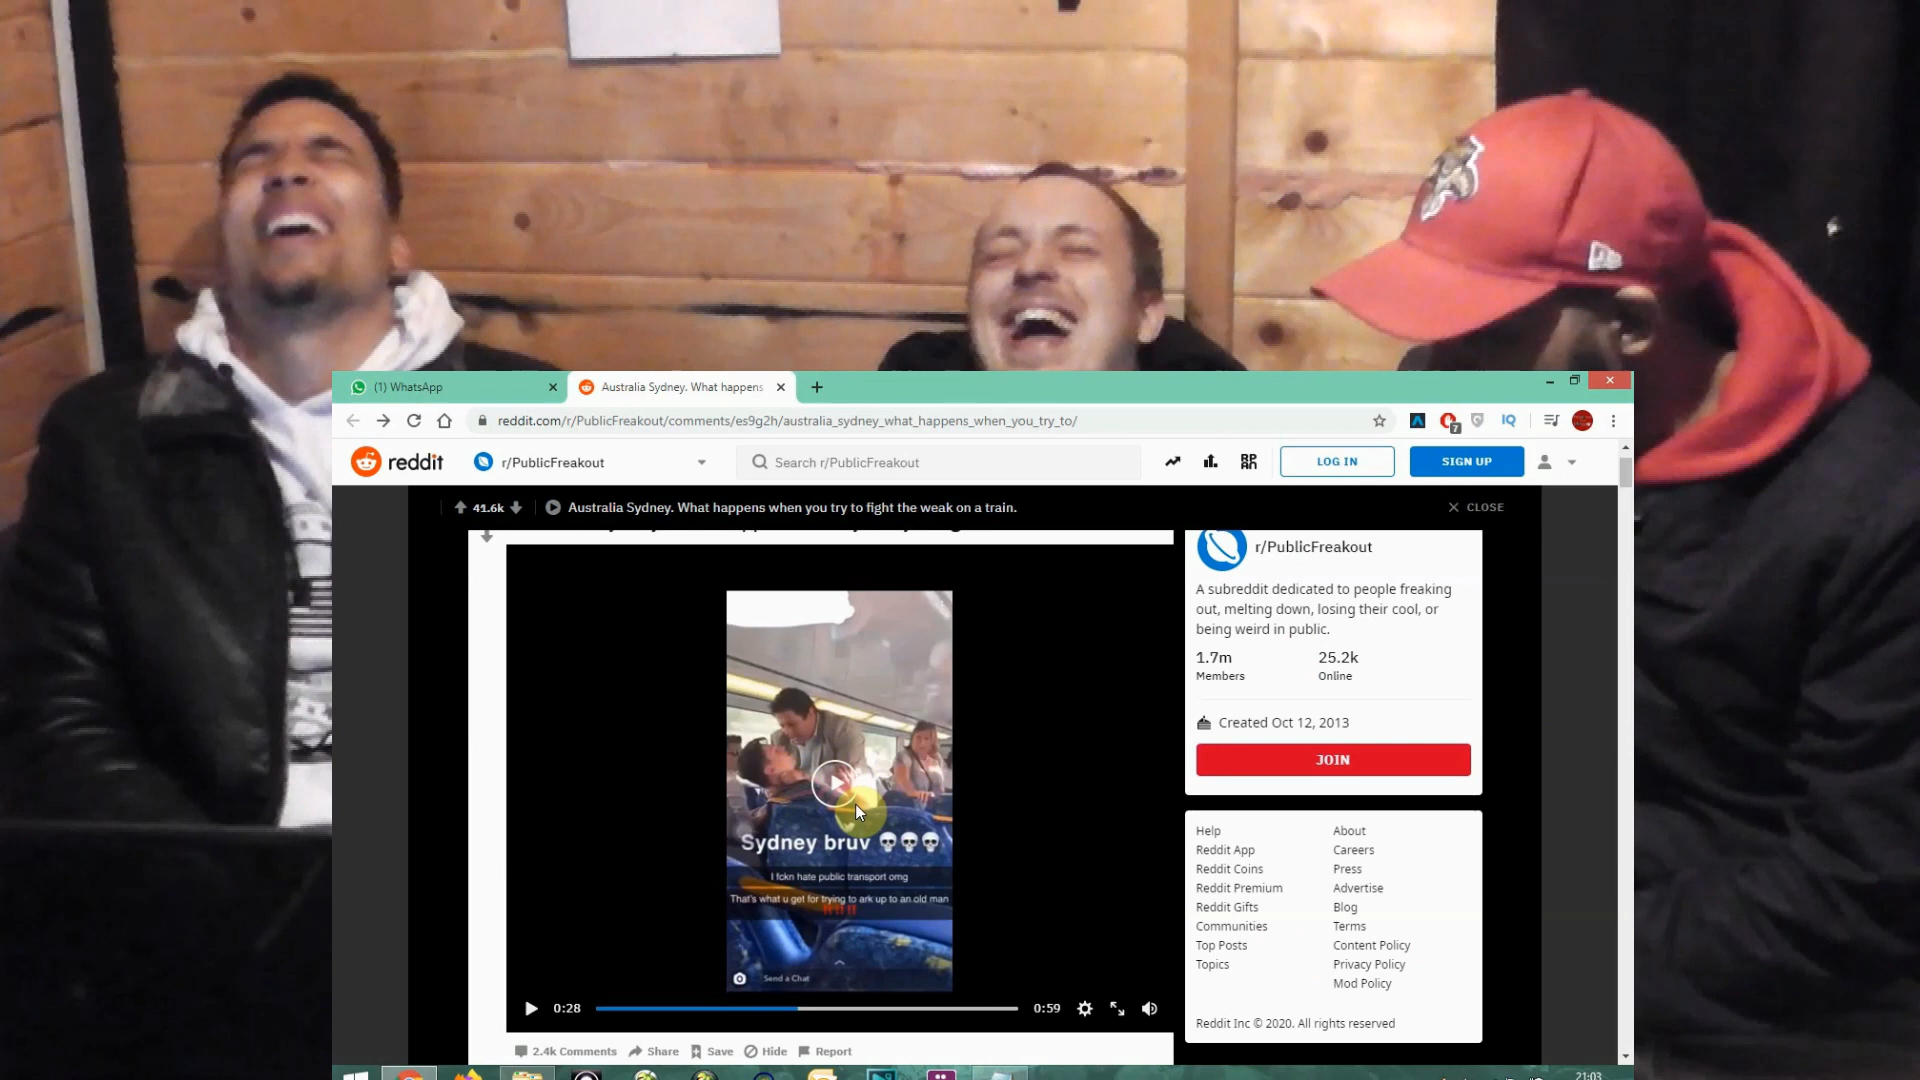 (1) WhatsApp
Australia Sydney. What happens
reddit.com/r/PublicFreakout/comments/es9g2h/australia_sydney_what_happens_when_you_try_to/
7
IQ
reddit
r/PublicFreakout
Search r/PublicFreakout
LOG IN
SIGN UP
41.6k
Australia Sydney. What happens when you try to fight the weak on a train.
CLOSE
r/PublicFreakout
A subreddit dedicated to people freaking
out, melting down, losing their cool, or
being weird in public.
1.7m
25.2k
Members
Online
Created Oct 12, 2013
JOIN
Sydney bruv
I fckn hate public transport omg
That's what u get for trying to ark up to an old man
Send a Chat
0:28
0:59
Help
About
Reddit App
Careers
Reddit Coins
Press
Reddit Premium
Advertise
Reddit Gifts
Blog
Communities
Terms
Top Posts
Content Policy
Topics
Privacy Policy
Mod Policy
Reddit Inc © 2020. All rights reserved
2.4k Comments
Share
Save
Hide
Report
21:03